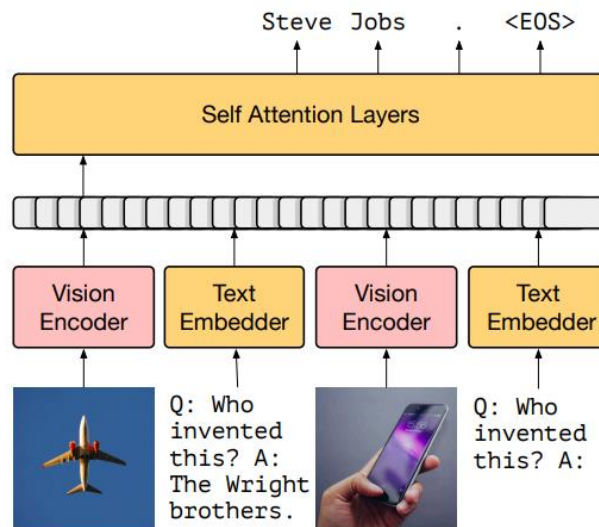 Steve Jobs . <EOS>
Self Attention Layers
Vision
Encoder
Text
Embedder
Vision
Encoder
Text
Embedder
Q: Who
invented
this? A:
The Wright
brothers.
Q: Who
invented
this? A: